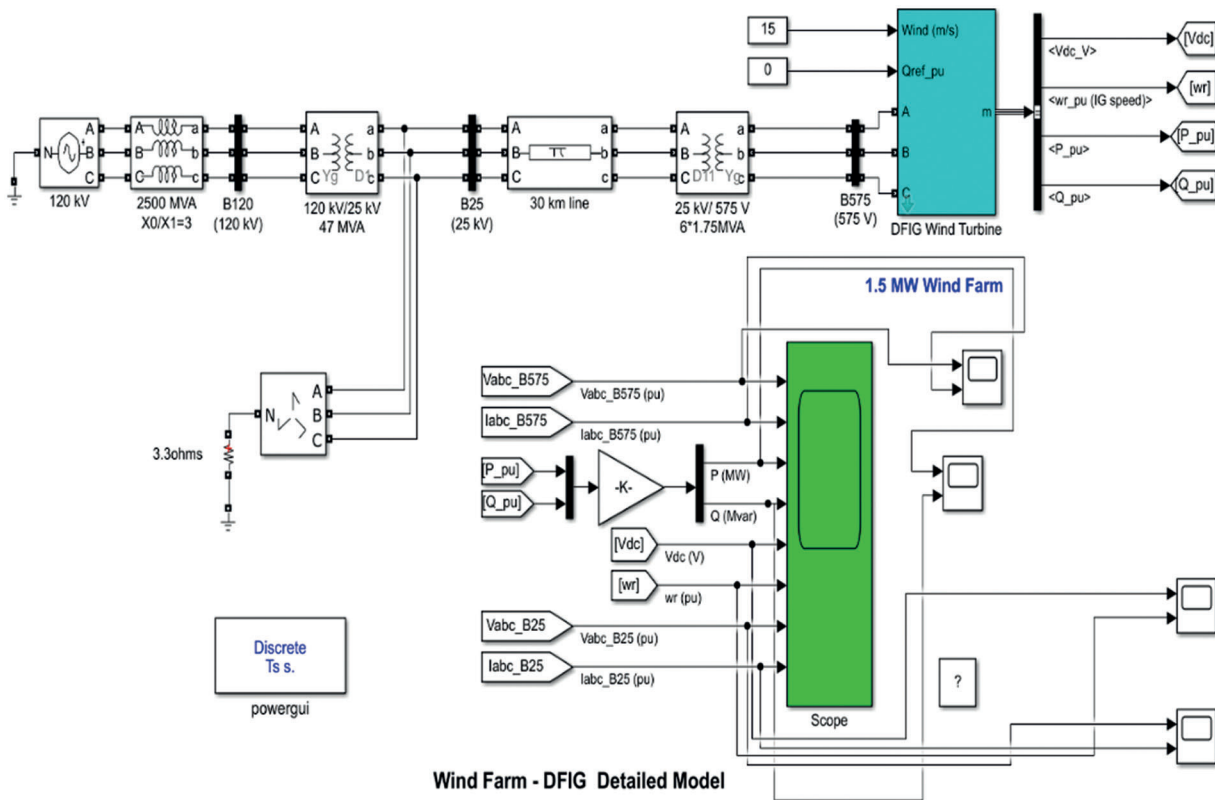 15
Wind (m/s)
[Vdc]
<Vdc_V>
0
Qref_pu
[wr]
<wr_pu (IG speed)>
A
m
[P_pu]
<P_pu>
B
[Q_pu]
<Q_pu>
C
DFIG Wind Turbine
N
A
B
C
120 kV
A
B
C
a
b
c
2500 MVA
X0/X1=3
B120
(120 kV)
A
B
C
a
b
c
Yg
D1
120 kV/25 kV
47 MVA
B25
(25 kV)
A
B
C
a
b
c
30 km line
A
B
C
a
b
c
D11
Yg
25 kV/ 575 V
6*1.75MVA
B575
(575 V)
1.5 MW Wind Farm
N
A
B
C
3.3ohms
Vabc_B575
Vabc_B575 (pu)
Iabc_B575
Iabc_B575 (pu)
[P_pu]
[Q_pu]
-K-
P (MW)
Q (Mvar)
[Vdc]
Vdc (V)
[wr]
wr (pu)
Vabc_B25
Vabc_B25 (pu)
Iabc_B25
Iabc_B25 (pu)
Scope
?
Discrete
Ts s.
powergui
Wind Farm - DFIG Detailed Model